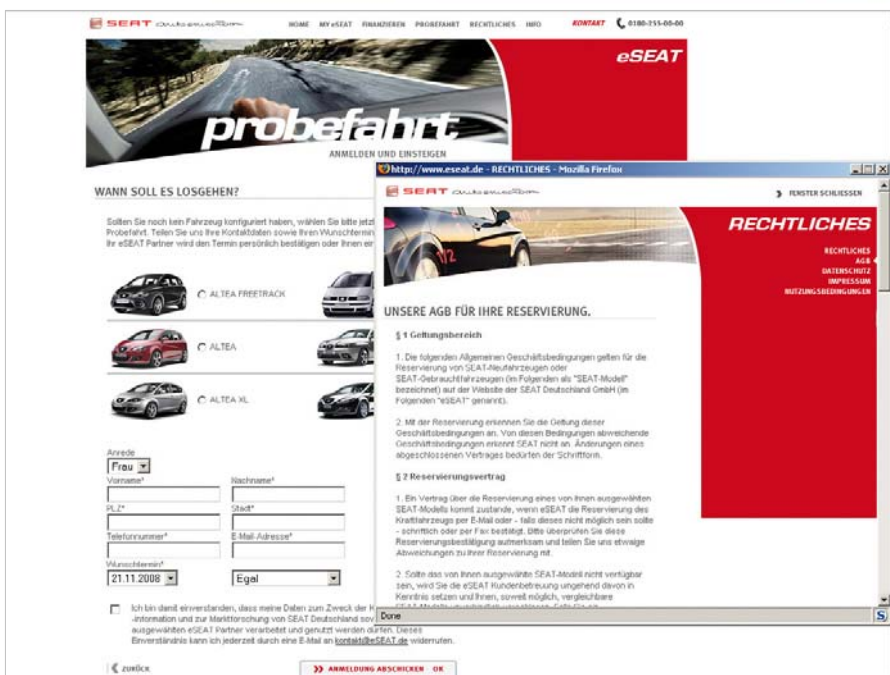 SEAT auto emoción
HOME MY eSEAT FINANZIEREN PROBEFAHRT RECHTLICHES INFO KONTAKT 0180-255-00-00
eSEAT
probefahrt
ANMELDEN UND EINSTEIGEN
WANN SOLL ES LOSGEHEN?
Sollten Sie noch kein Fahrzeug konfiguriert haben, wählen Sie bitte jetzt
Probefahrt. Teilen Sie uns Ihre Kontaktdaten sowie Ihren Wunschtermin
Ihr eSEAT Partner wird den Termin persönlich bestätigen oder Ihnen ein
ALTEA FREETRACK
ALTEA
ALTEA XL
Anrede
Frau
Vorname* Nachname*
PLZ* Stadt*
Telefonnummer* E-Mail-Adresse*
Wunschtermin*
21.11.2008 Egal
Ich bin damit einverstanden, dass meine Daten zum Zweck der K
-information und zur Marktforschung von SEAT Deutschland sow
ausgewählten eSEAT Partner verarbeitet und genutzt werden dürfen. Dieses
Einverständnis kann ich jederzeit durch eine E-Mail an kontakt@eSEAT.de widerrufen.
ZURÜCK ANMELDUNG ABSCHICKEN OK
http://www.eseat.de - RECHTLICHES - Mozilla Firefox
SEAT auto emoción FENSTER SCHLIESSEN
RECHTLICHES
RECHTLICHES
AGB
DATENSCHUTZ
IMPRESSUM
NUTZUNGSBEDINGUNGEN
UNSERE AGB FÜR IHRE RESERVIERUNG.
§ 1 Geltungsbereich
1. Die folgenden Allgemeinen Geschäftsbedingungen gelten für die
Reservierung von SEAT-Neufahrzeugen oder
SEAT-Gebrauchtfahrzeugen (im Folgenden als "SEAT-Modell"
bezeichnet) auf der Website der SEAT Deutschland GmbH (im
Folgenden "eSEAT" genannt).
2. Mit der Reservierung erkennen Sie die Geltung dieser
Geschäftsbedingungen an. Von diesen Bedingungen abweichende
Geschäftsbedingungen erkennt SEAT nicht an. Änderungen eines
abgeschlossenen Vertrages bedürfen der Schriftform.
§ 2 Reservierungsvertrag
1. Ein Vertrag über die Reservierung eines von Ihnen ausgewählten
SEAT-Modells kommt zustande, wenn eSEAT die Reservierung des
Kraftfahrzeugs per E-Mail oder - falls dieses nicht möglich sein sollte
- schriftlich oder per Fax bestätigt. Bitte überprüfen Sie diese
Reservierungsbestätigung aufmerksam und teilen Sie uns etwaige
Abweichungen zu Ihrer Reservierung mit.
2. Sollte das von Ihnen ausgewählte SEAT-Modell nicht verfügbar
sein, wird Sie die eSEAT Kundenbetreuung umgehend davon in
Kenntnis setzen und Ihnen, soweit möglich, vergleichbare
Done